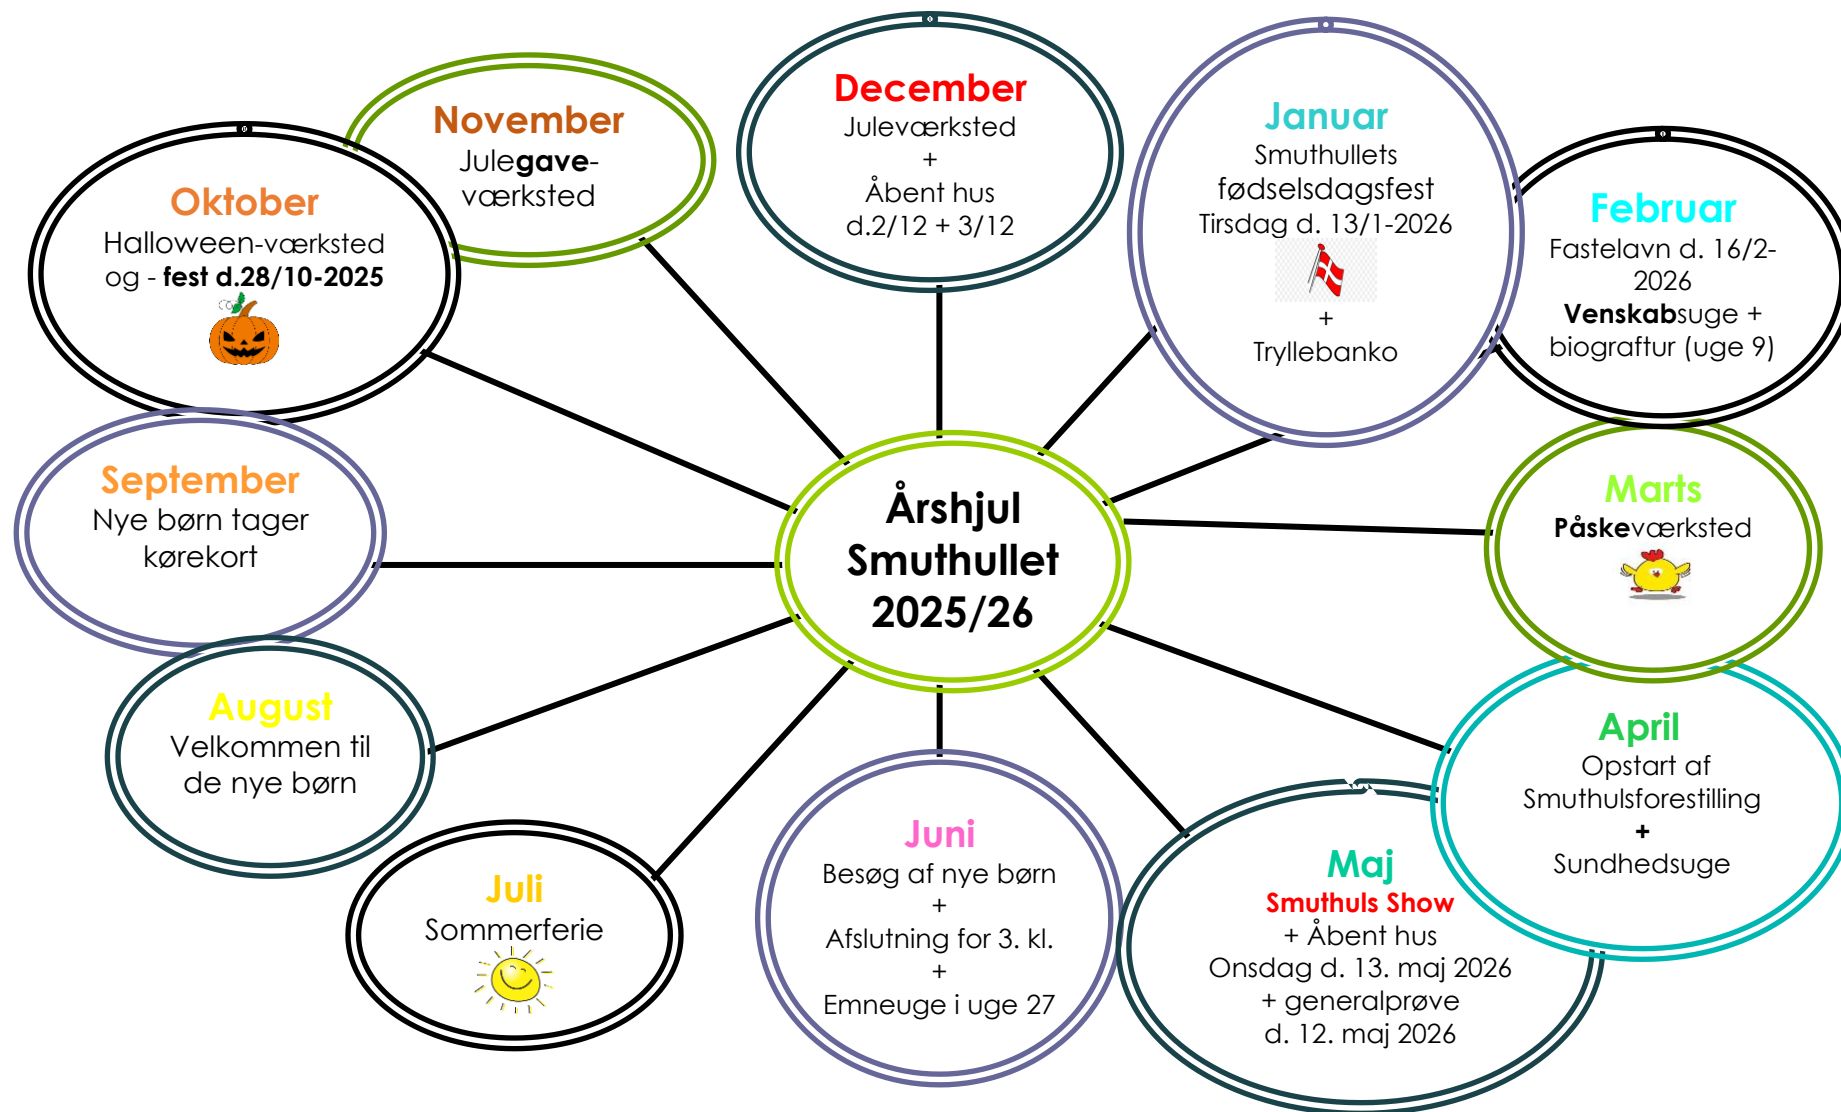 Årshjul
Smuthullet
2025/26
August
Velkommen til
de nye børn
September
Nye børn tager
kørekort
Oktober
Halloween-værksted
og - fest d.28/10-2025
November
Julegave-
værksted
December
Juleværksted
+
Åbent hus
d.2/12 + 3/12
Januar
Smuthullets
fødselsdagsfest
Tirsdag d. 13/1-2026
+
Tryllebanko
Februar
Fastelavn d. 16/2-
2026
Venskabsuge +
biograftur (uge 9)
Marts
Påskeværksted
April
Opstart af
Smuthulsforestilling
+
Sundhedsuge
Maj
Smuthuls Show
+ Åbent hus
Onsdag d. 13. maj 2026
+ generalprøve
d. 12. maj 2026
Juni
Besøg af nye børn
+
Afslutning for 3. kl.
+
Emneuge i uge 27
Juli
Sommerferie